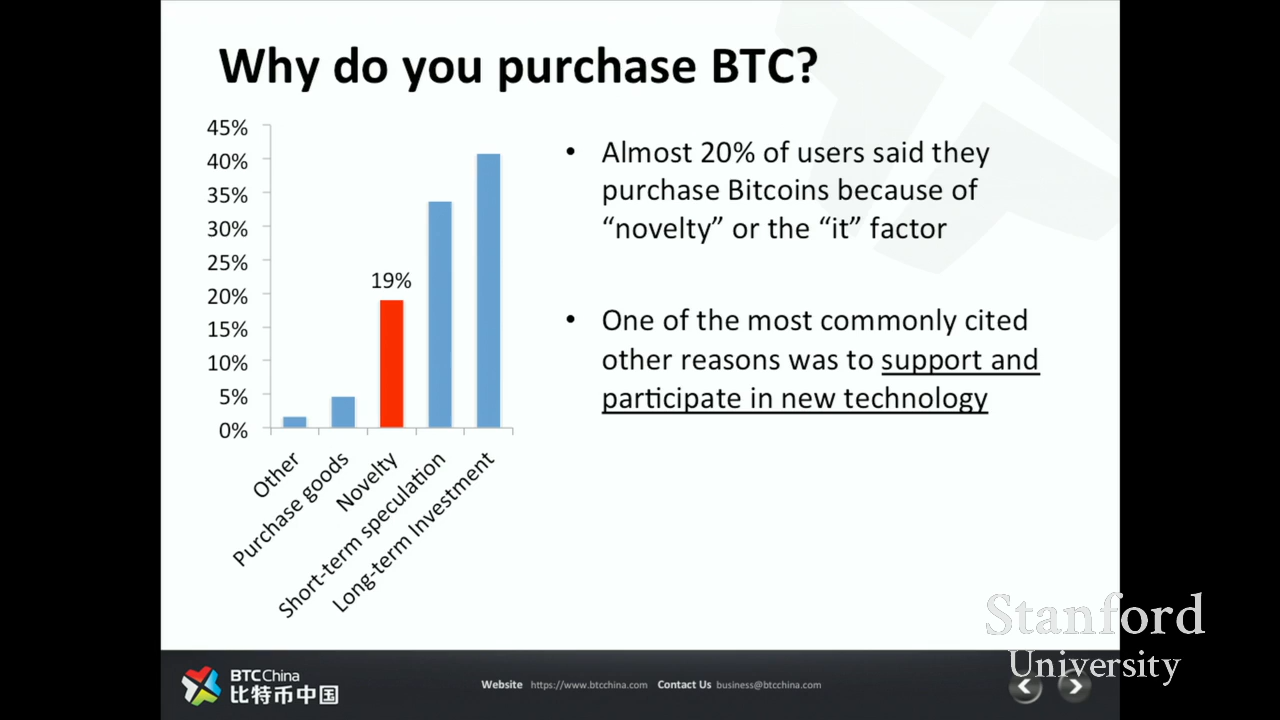 Why do you purchase BTC?
45%
40%
35%
30%
25%
20%
15%
10%
5%
0%
19%
Other
Purchase goods
Novelty
Short-term speculation
Long-term Investment
• Almost 20% of users said they
purchase Bitcoins because of
“novelty” or the “it” factor
• One of the most commonly cited
other reasons was to support and
participate in new technology
Stanford
University
BTCChina
比特币中国
Website https://www.btcchina.com Contact Us business@btcchina.com